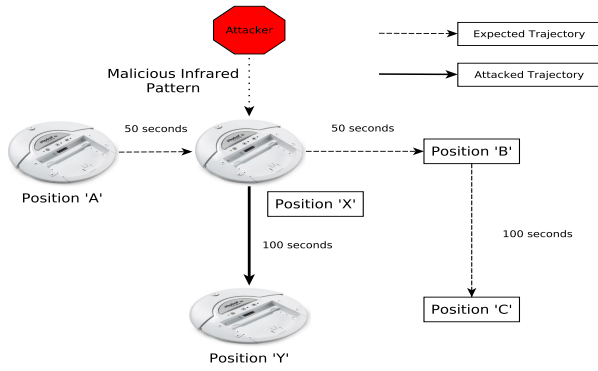 Attacker
Expected Trajectory
Attacked Trajectory
Malicious Infrared
Pattern
50 seconds
50 seconds
Position 'A'
Position 'X'
Position 'B'
100 seconds
100 seconds
Position 'Y'
Position 'C'